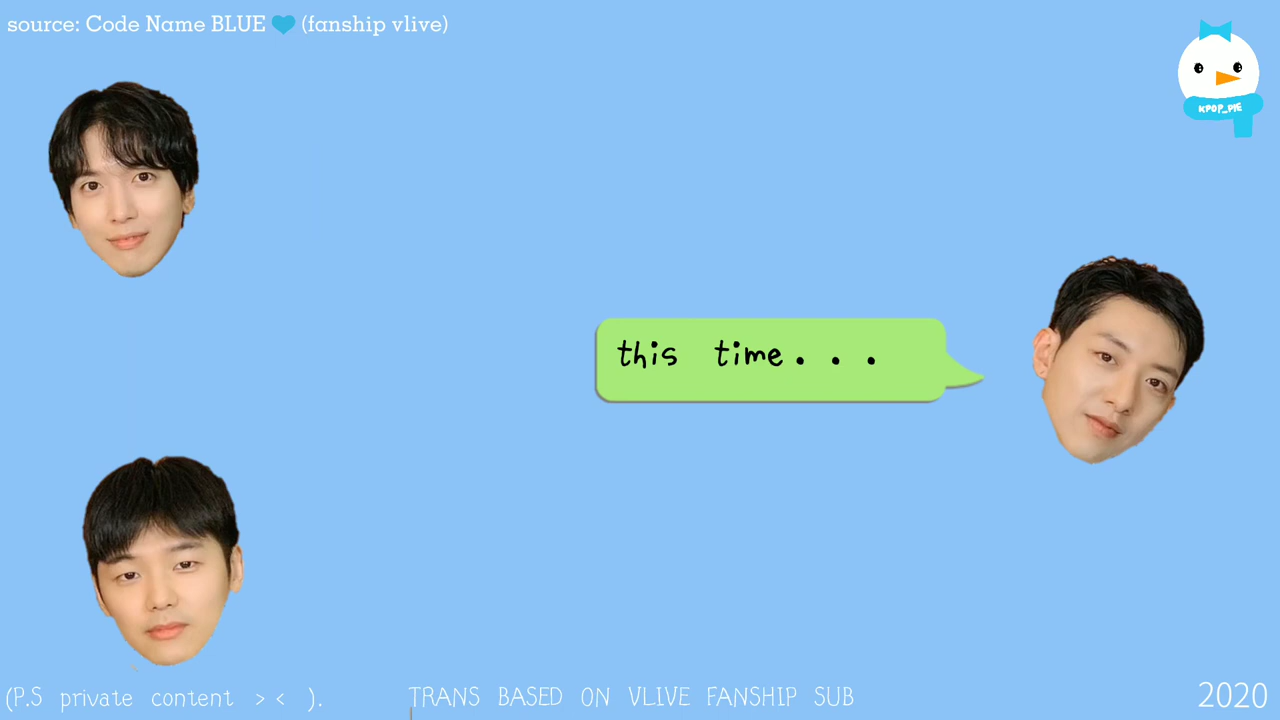 source: Code Name BLUE 💙 (fanship vlive)
KPOP_PIE
this time...
(P.S private content >< ). TRANS BASED ON VLIVE FANSHIP SUB 2020